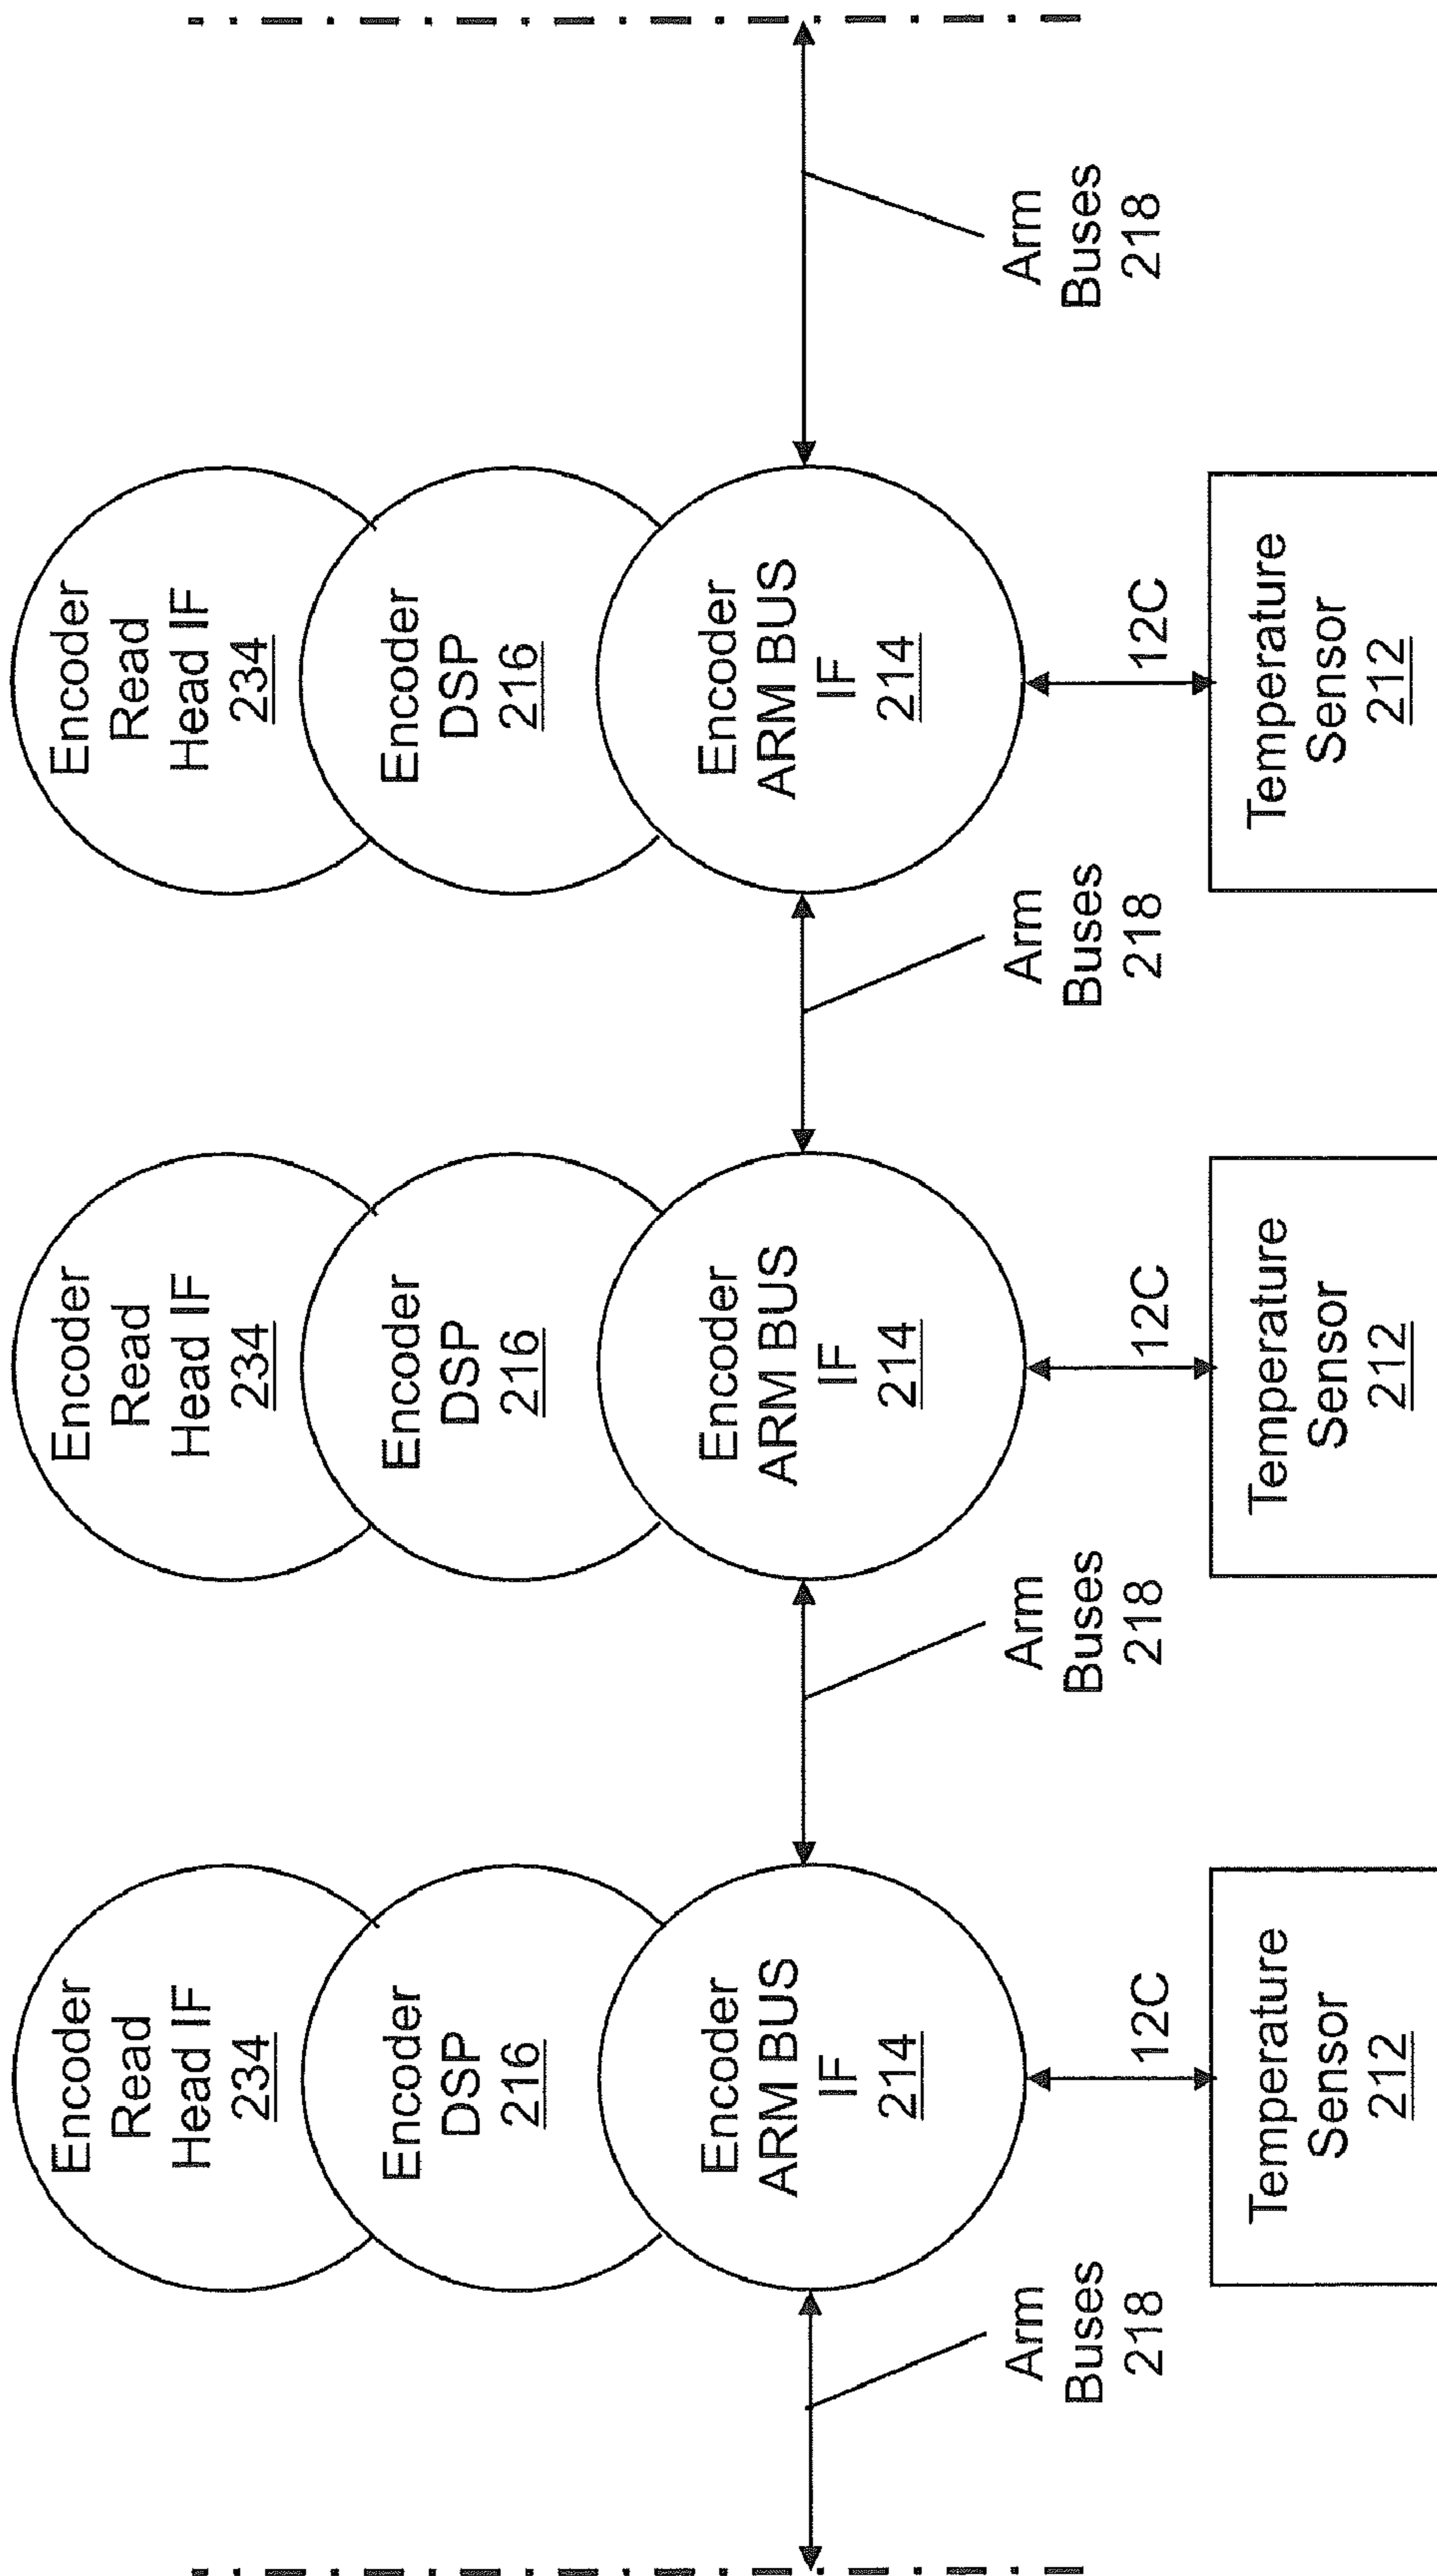 Encoder
Read
Head IF
234
Encoder
DSP
216
Encoder
ARM BUS
IF
214
12C
Temperature
Sensor
212
Arm
Buses
218
Encoder
Read
Head IF
234
Encoder
DSP
216
Encoder
ARM BUS
IF
214
12C
Temperature
Sensor
212
Arm
Buses
218
Encoder
Read
Head IF
234
Encoder
DSP
216
Encoder
ARM BUS
IF
214
12C
Temperature
Sensor
212
Arm
Buses
218
Arm
Buses
218